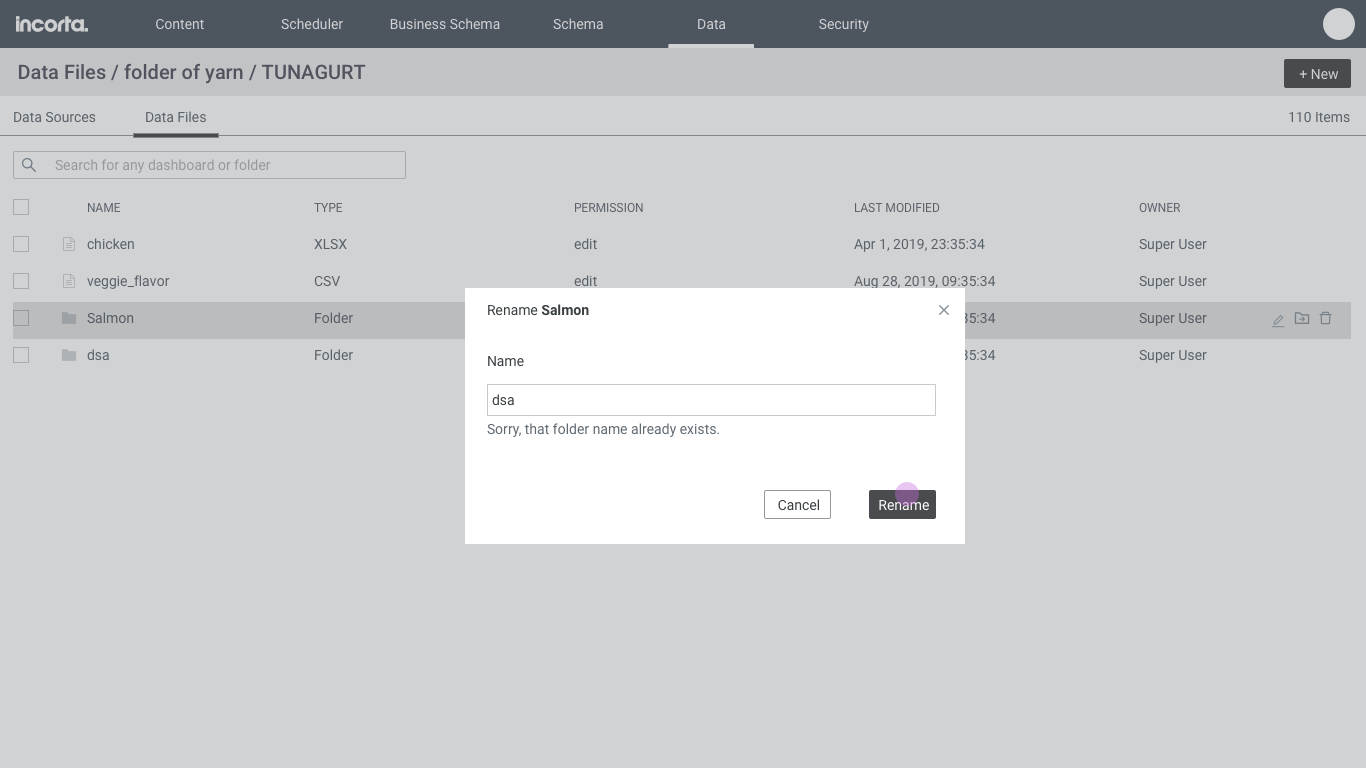 incorta.
Content Scheduler Business Schema Schema Data Security
Data Files / folder of yarn / TUNAGURT
+ New
Data Sources Data Files 110 Items
Search for any dashboard or folder
NAME TYPE PERMISSION LAST MODIFIED OWNER
chicken XLSX edit Apr 1, 2019, 23:35:34 Super User
veggie_flavor CSV edit Aug 28, 2019, 09:35:34 Super User
Salmon Folder 35:34 Super User
dsa Folder 35:34 Super User
Rename Salmon
Name
dsa
Sorry, that folder name already exists.
Cancel Rename